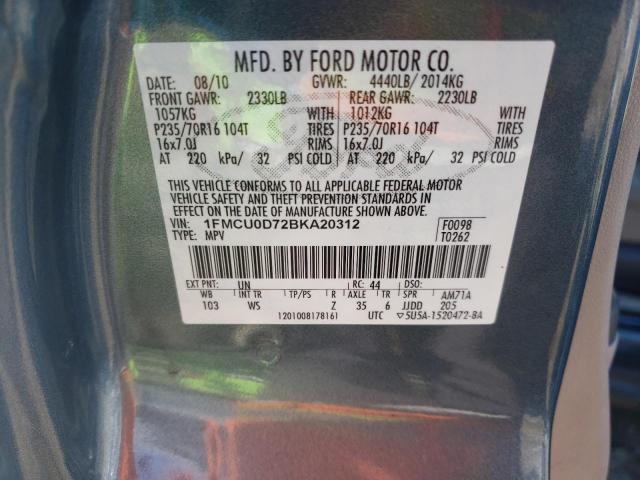 MFD. BY FORD MOTOR CO.
DATE: 08/10 GVWR: 4440LB/ 2014KG
FRONT GAWR: 2330LB REAR GAWR: 2230LB
1057KG WITH 1012KG WITH
P235/70R16 104T TIRES P235/70R16 104T TIRES
16x7.0J RIMS 16x7.0J RIMS
AT 220 kPa/ 32 PSI COLD AT 220 kPa/ 32 PSI COLD
THIS VEHICLE CONFORMS TO ALL APPLICABLE FEDERAL MOTOR
VEHICLE SAFETY AND THEFT PREVENTION STANDARDS IN
EFFECT ON THE DATE OF MANUFACTURE SHOWN ABOVE.
VIN: 1FMCU0D72BKA20312 F0098
TYPE: MPV T0262
EXT PNT: UN RC: 44 DSO:
WB INT TR TP/PS R AXLE TR SPR AM71A
103 WS Z 35 6 JJDD 205
1201008178161 UTC 5U5A-1520472-8A